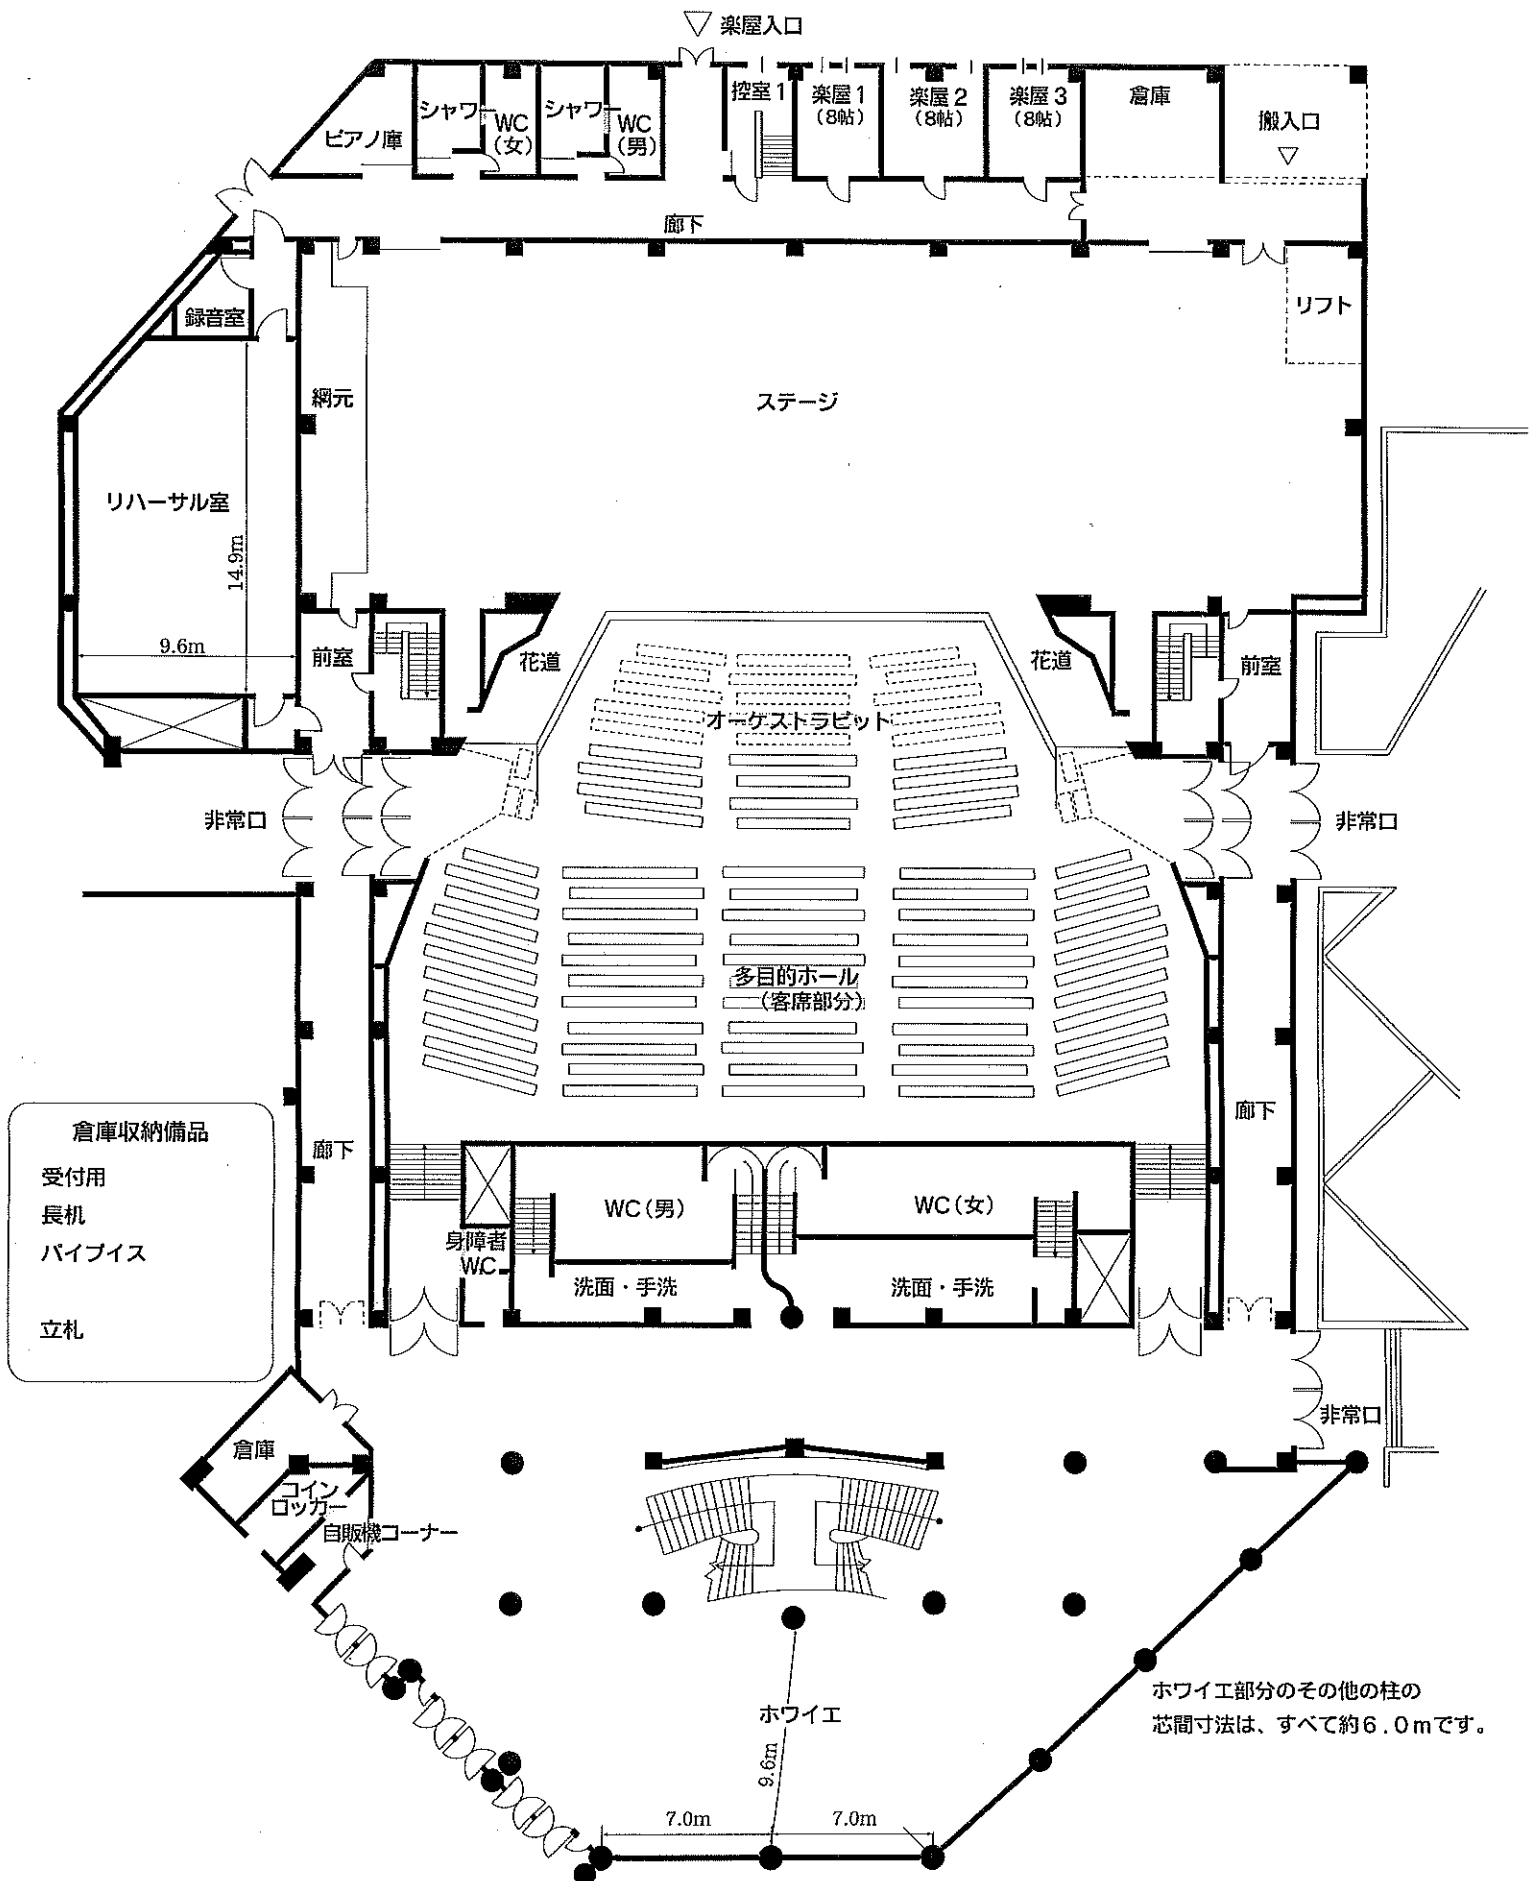 楽屋入口
シャワー
WC
(女)
シャワー
WC
(男)
ピアノ庫
控室1
楽屋1
(8帖)
楽屋2
(8帖)
楽屋3
(8帖)
倉庫
搬入口
廊下
録音室
リフト
綱元
ステージ
リハーサル室
14.9m
9.6m
前室
花道
花道
前室
オーケストラピット
非常口
非常口
多目的ホール
(客席部分)
倉庫収納備品
受付用
長机
パイプイス
立札
廊下
廊下
WC(男)
WC(女)
身障者
WC
洗面・手洗
洗面・手洗
非常口
倉庫
コイン
ロッカー
自販機コーナー
ホワイエ
9.6m
7.0m
7.0m
ホワイエ部分のその他の柱の
芯間寸法は、すべて約6.0mです。